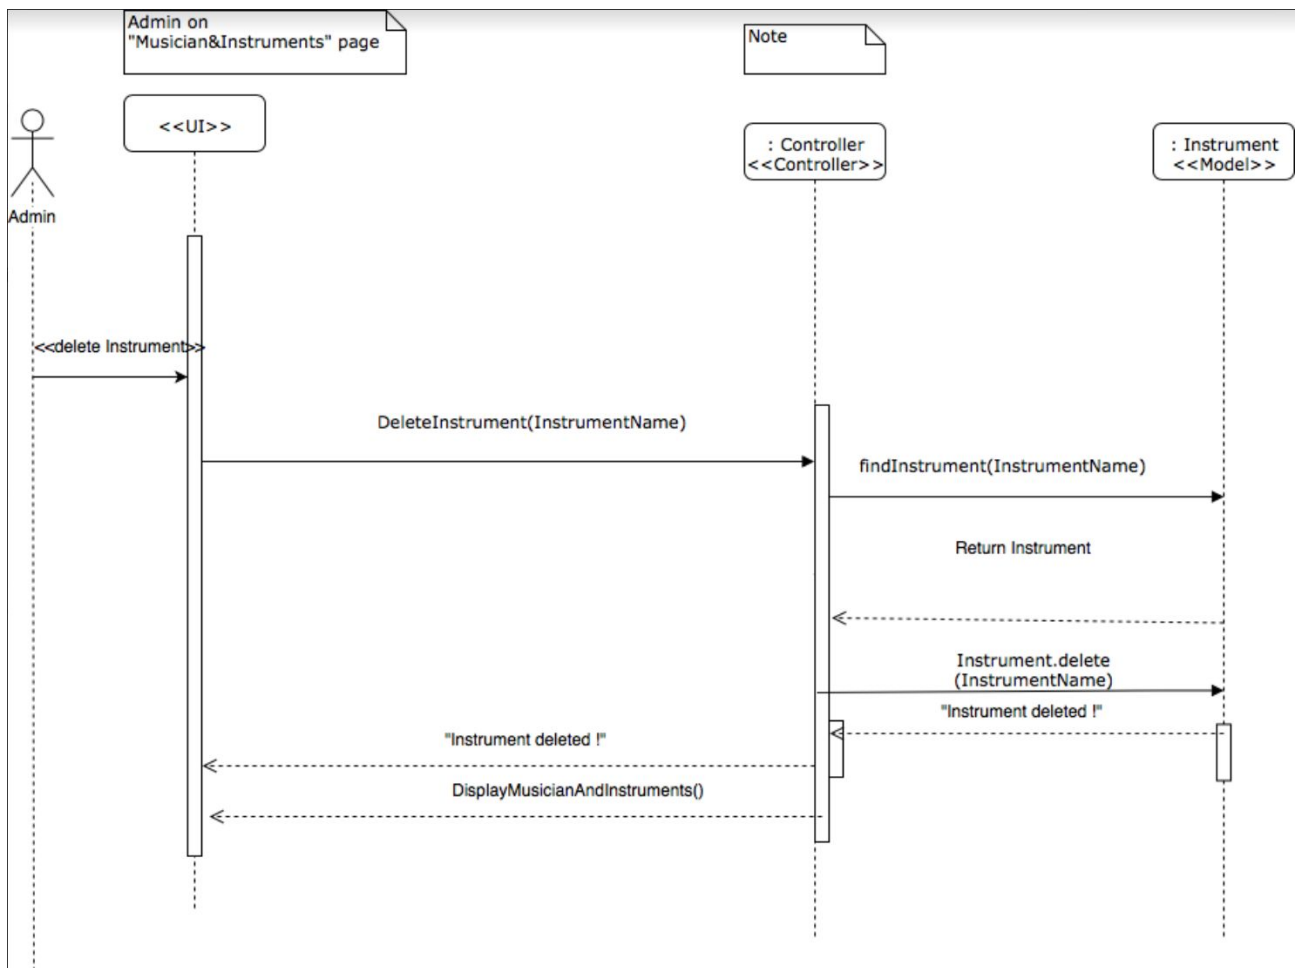 Admin on
"Musician&Instruments" page
Note
<<UI>>
: Controller
<<Controller>>
: Instrument
<<Model>>
Admin
<<delete Instrument>>
DeleteInstrument(InstrumentName)
findInstrument(InstrumentName)
Return Instrument
Instrument.delete
(InstrumentName)
"Instrument deleted !"
"Instrument deleted !"
DisplayMusicianAndInstruments()